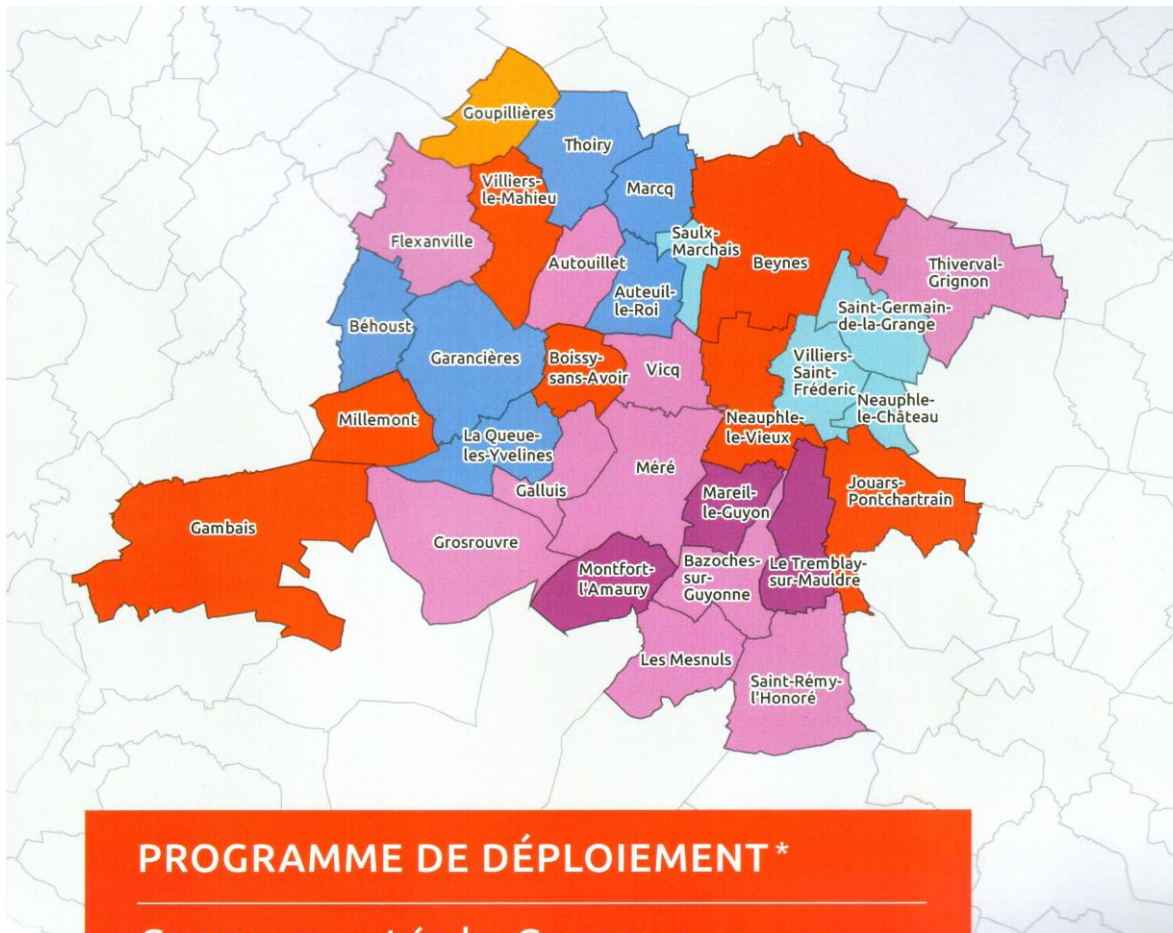 Goupillières
Thoiry
Villiers-
le-Mahieu
Marcq
Flexanville
Saulx-
Marchais
Autouillet
Beynes
Thiverval-
Grignon
Auteuil-
le-Roi
Saint-Germain-
de-la-Grange
Béhoust
Garancières
Boissy-
sans-Avoir
Vicq
Villiers-
Saint-
Fréderic
Neauphle-
le-Château
Millemont
Neauphle-
le-Vieux
La Queue-
les-Yvelines
Méré
Galluis
Mareil-
le-Guyon
Jouars-
Pontchartrain
Gambais
Grosrouvre
Montfort-
l'Amaury
Bazoches-
sur-
Guyonne
Le Tremblay-
sur-Mauldre
Les Mesnuls
Saint-Rémy-
l'Honoré
PROGRAMME DE DÉPLOIEMENT*